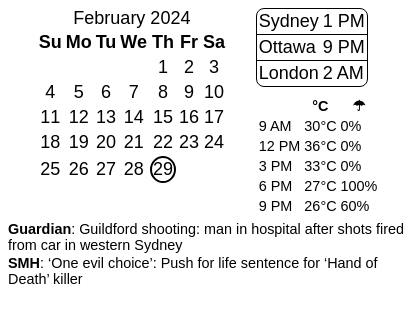 February 2024
Su Mo Tu We Th Fr Sa
1 2 3
4 5 6 7 8 9 10
11 12 13 14 15 16 17
18 19 20 21 22 23 24
25 26 27 28 29
Sydney 1 PM
Ottawa 9 PM
London 2 AM
°C ☂
9 AM 30°C 0%
12 PM 36°C 0%
3 PM 33°C 0%
6 PM 27°C 100%
9 PM 26°C 60%
Guardian: Guildford shooting: man in hospital after shots fired
from car in western Sydney
SMH: ‘One evil choice’: Push for life sentence for ‘Hand of
Death’ killer